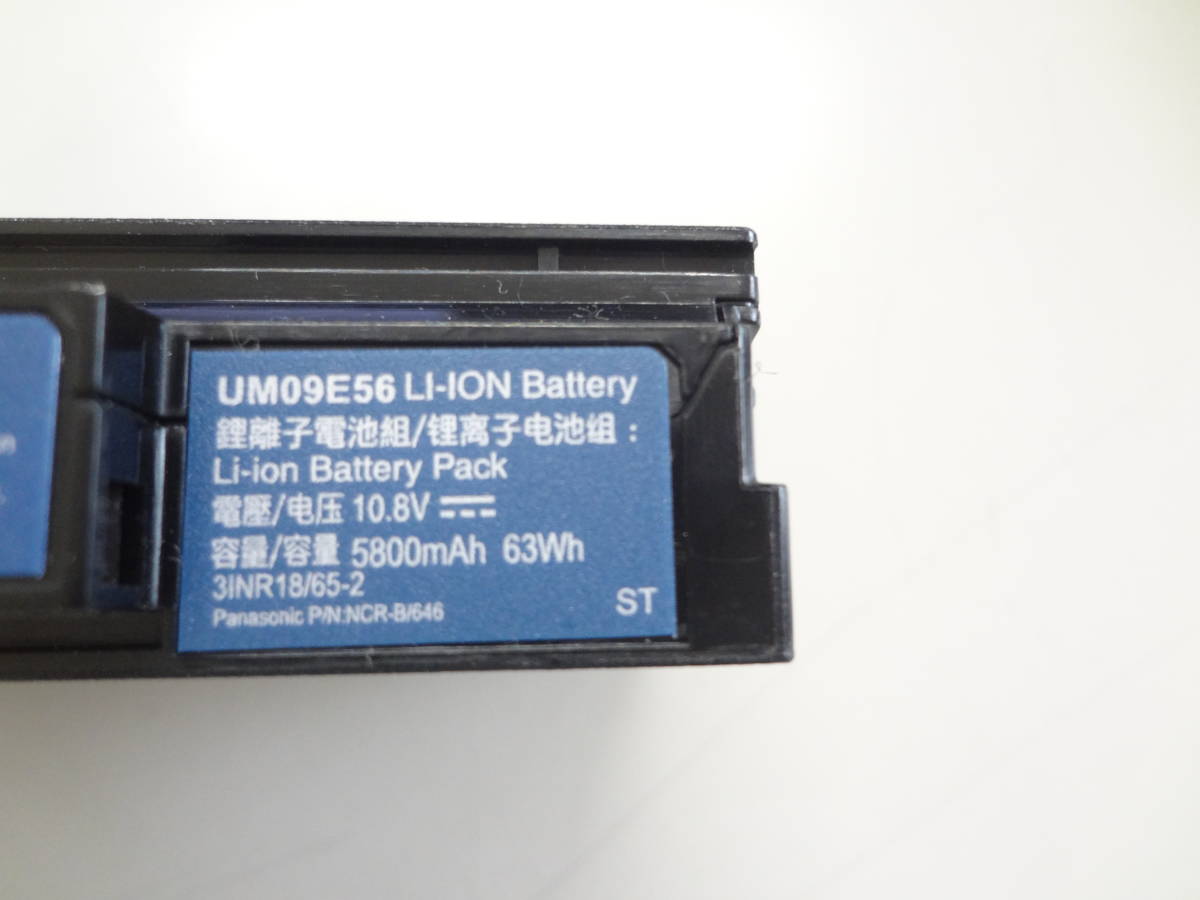 UM09E56 LI-ION Battery
鋰離子電池組/锂离子电池组：
Li-ion Battery Pack
電壓/电压 10.8V
容量/容量 5800mAh 63Wh
3INR18/65-2
Panasonic P/N:NCR-B/646
ST